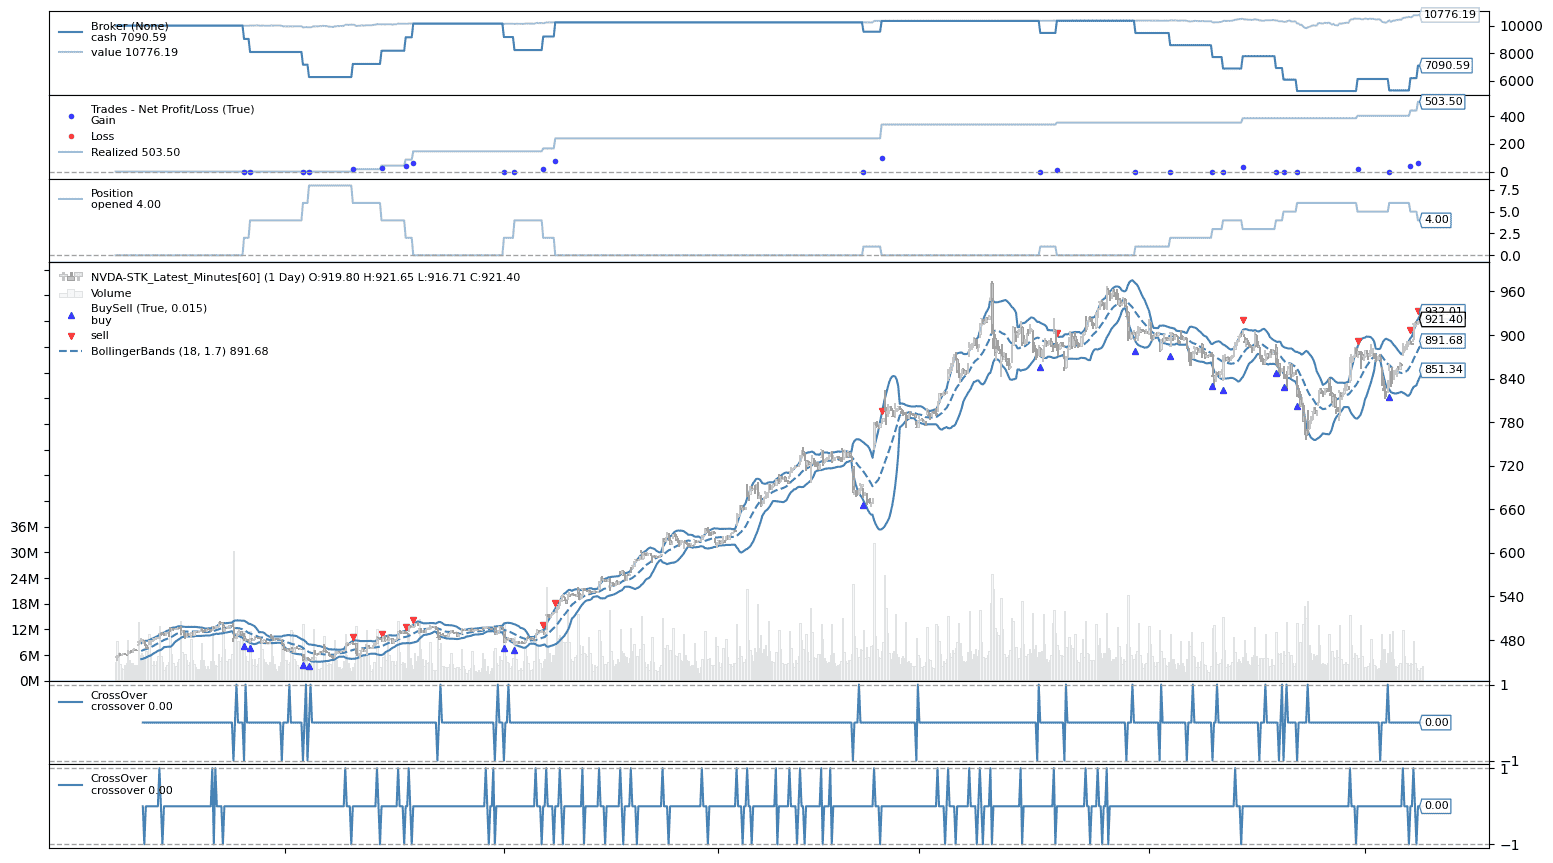 Broker (None)
cash 7090.59
value 10776.19
10776.19
10000
8000
7090.59
6000
Trades - Net Profit/Loss (True)
Gain
Loss
Realized 503.50
503.50
400
200
0
Position
opened 4.00
7.5
5.0
4.00
2.5
0.0
NVDA-STK_Latest_Minutes[60] (1 Day) O:919.80 H:921.65 L:916.71 C:921.40
Volume
BuySell (True, 0.015)
buy
sell
BollingerBands (18, 1.7) 891.68
960
932.01
921.40
900
891.68
851.34
840
780
720
660
600
540
480
36M
30M
24M
18M
12M
6M
0M
CrossOver
crossover 0.00
1
0.00
−1
CrossOver
crossover 0.00
1
0.00
−1